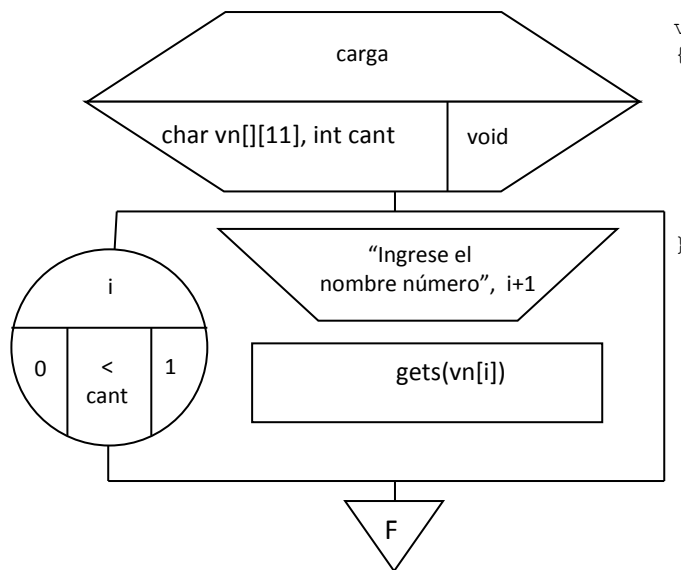 carga
char vn[][11], int cant
void
{
}
“Ingrese el
nombre número”, i+1
i
0
<
cant
1
gets(vn[i])
F